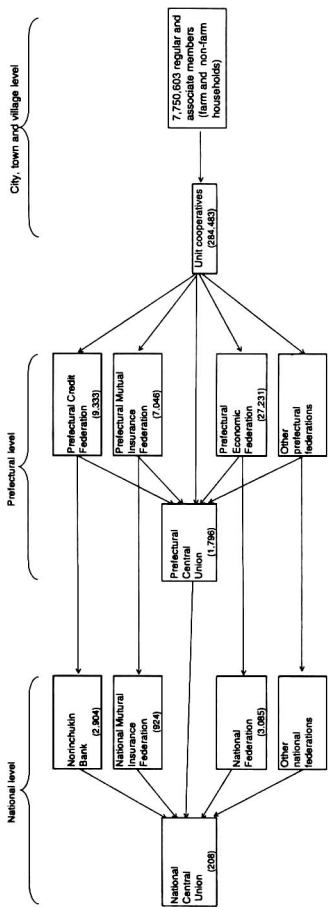 National level
Prefectural level
City, town and village level
National
Central
Union
(208)
Norinchukin
Bank
(2,904)
National Mutual
Insurance
Federation
(924)
National
Federation
(3,085)
Other
national
federations
Prefectural
Central
Union
(1,796)
Prefectural Credit
Federation
(9,333)
Prefectural Mutual
Insurance
Federation
(7,046)
Prefectural
Economic
Federation
(27,231)
Other
prefectural
federations
Unit cooperatives
(284,483)
7,750,603 regular and
associate members
(farm and non-farm
households)